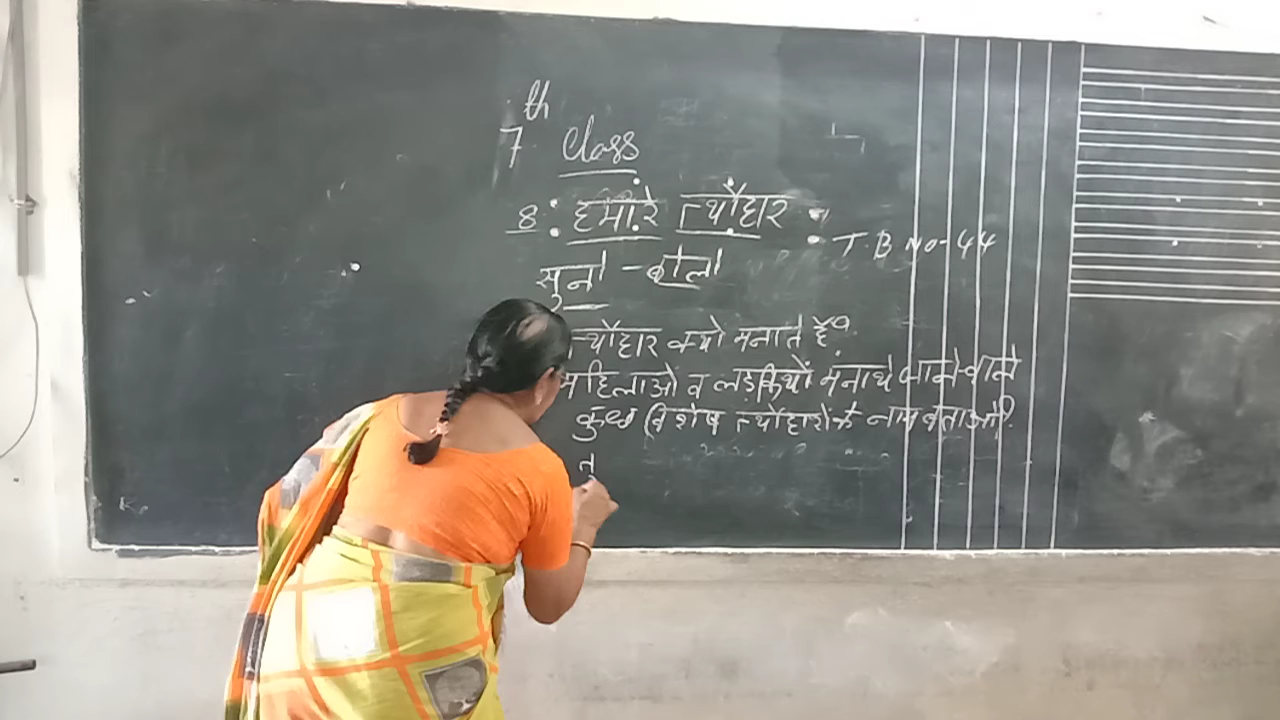 7th Class
8: हमारे त्यौहार :
T.B No-44
सुनो - बोलो
त्यौहार क्यो मनाते हैं?
महिलाओ व लड़कियों मनाये जाने वाले
कुछ विशेष त्यौहारो के नाम बताओ।